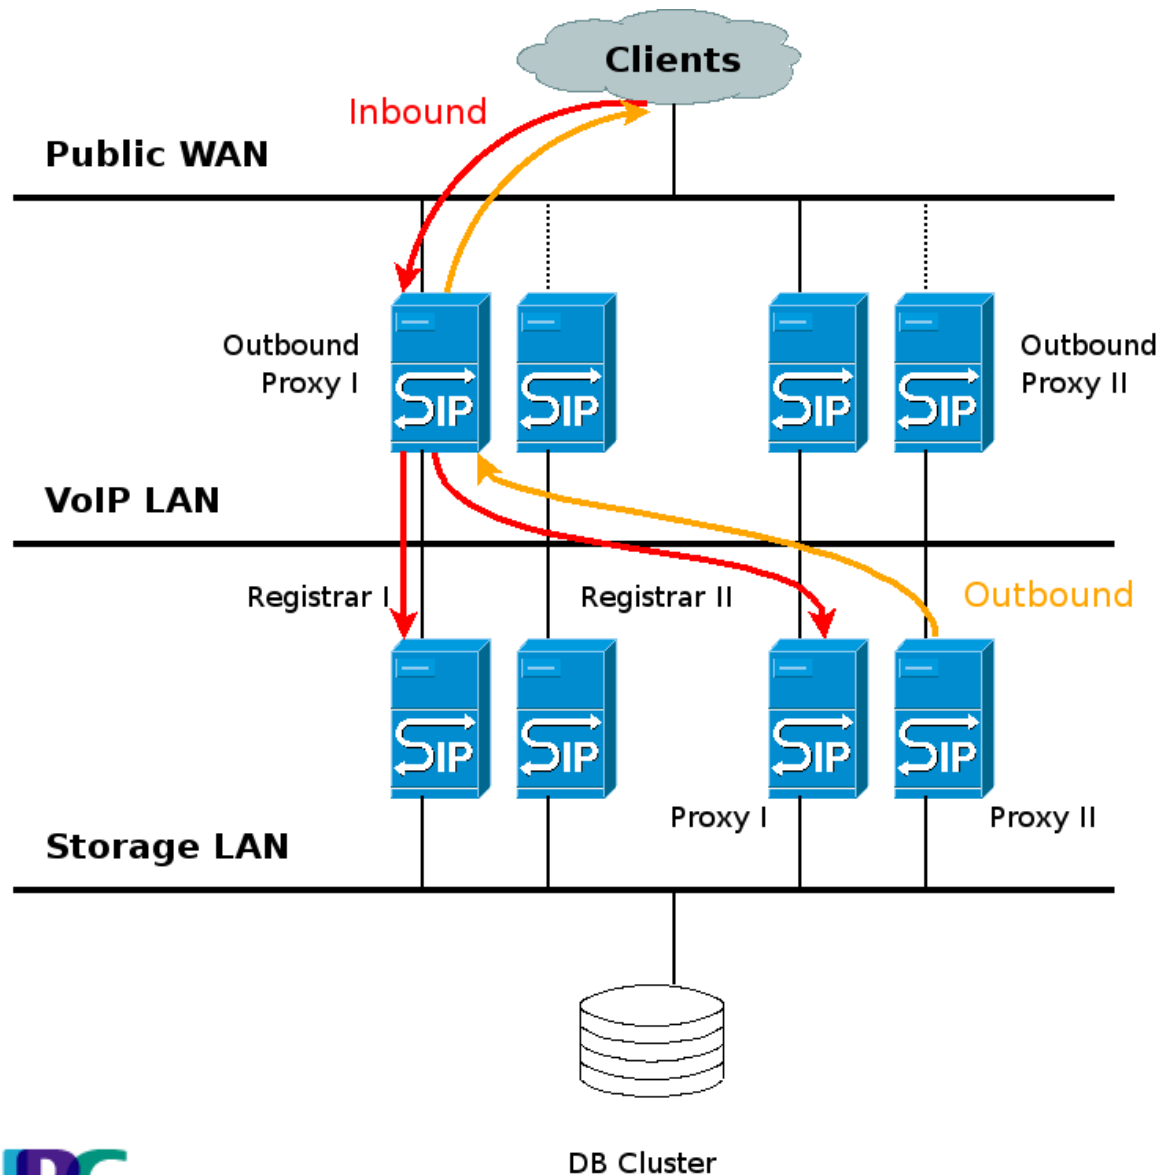 Clients
Inbound
Public WAN
Outbound
Proxy I
Outbound
Proxy II
SIP
SIP
SIP
SIP
VoIP LAN
Registrar I
Registrar II
Outbound
SIP
SIP
SIP
SIP
Proxy I
Proxy II
Storage LAN
DB Cluster